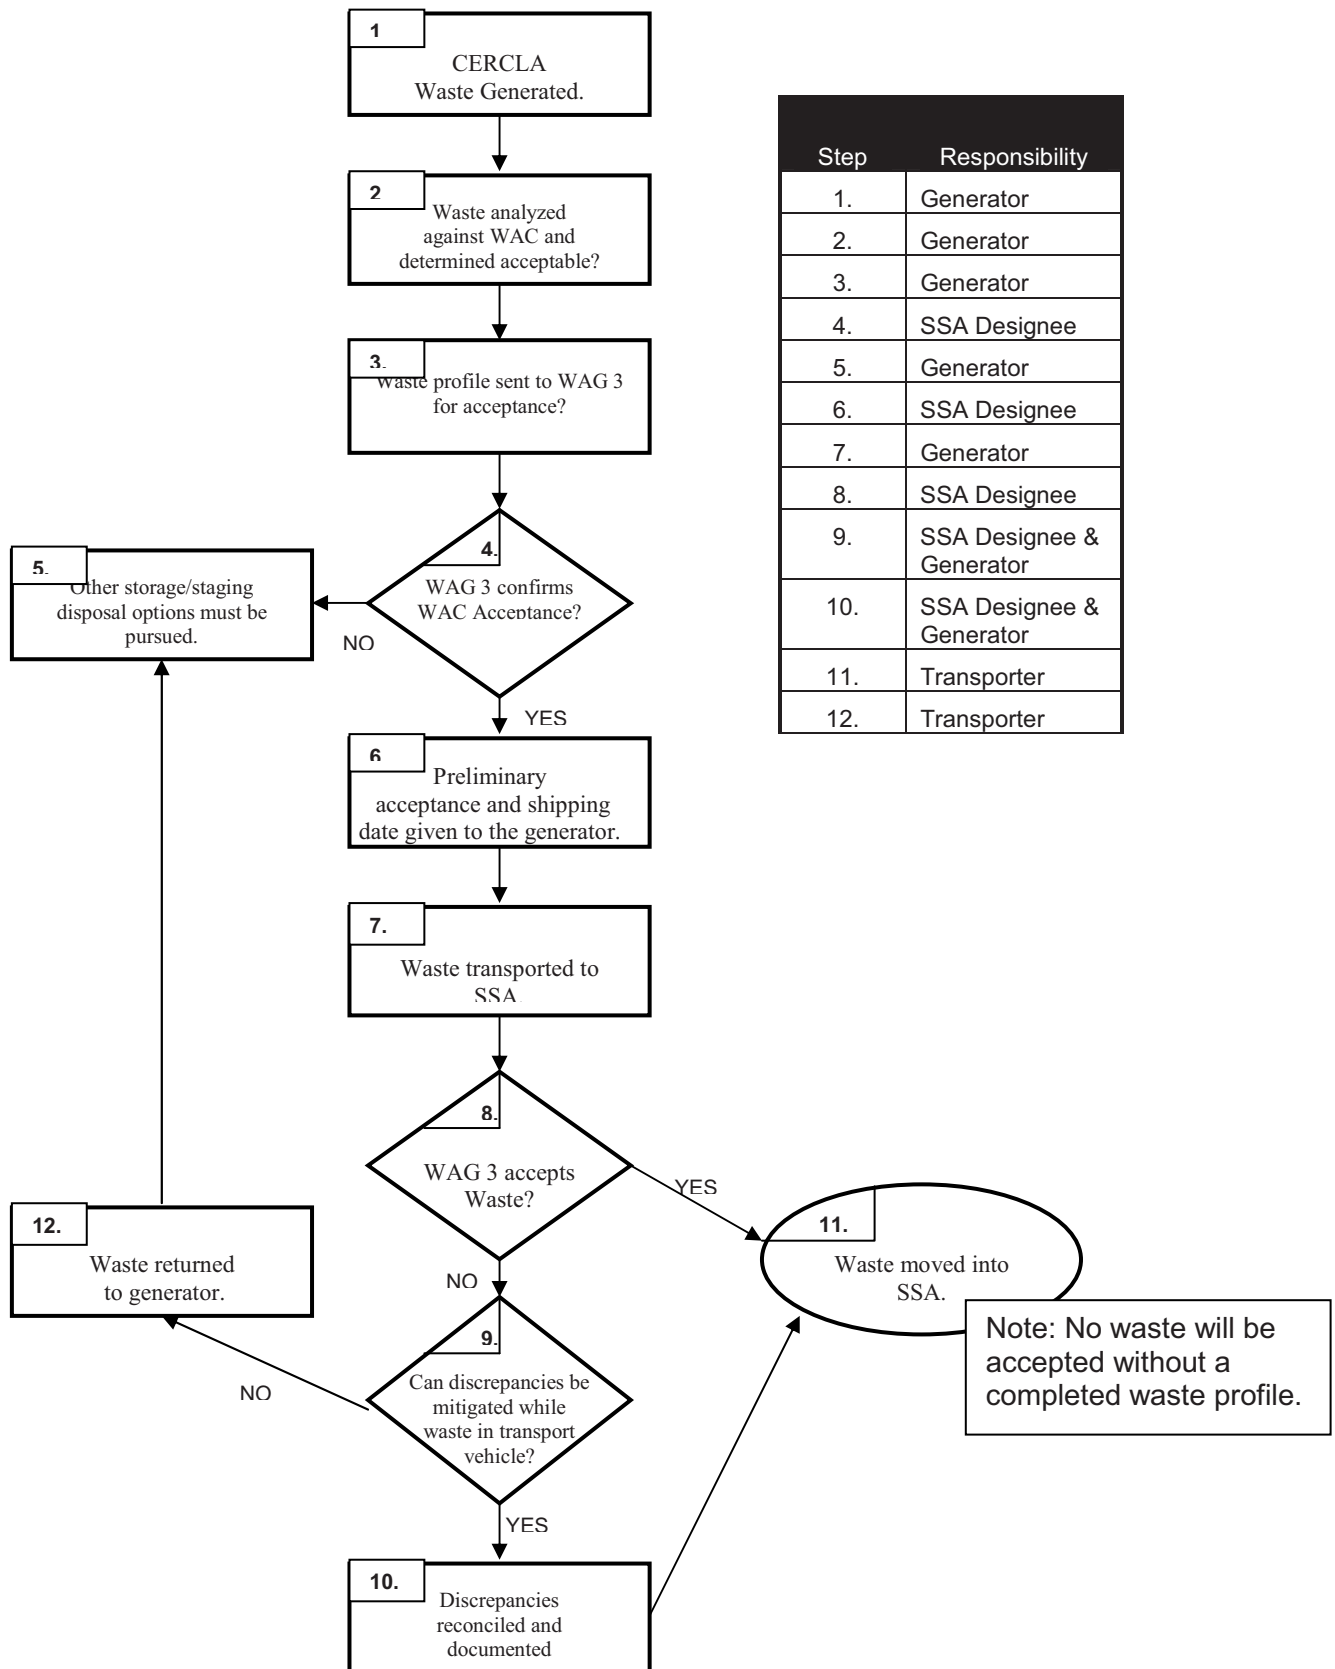 1
CERCLA
Waste Generated.
2
Waste analyzed
against WAC and
determined acceptable?
3.
Waste profile sent to WAG 3
for acceptance?
4.
WAG 3 confirms
WAC Acceptance?
NO
YES
5.
Other storage/staging
disposal options must be
pursued.
6
Preliminary
acceptance and shipping
date given to the generator.
7.
Waste transported to
SSA.
8.
WAG 3 accepts
Waste?
YES
NO
9.
Can discrepancies be
mitigated while
waste in transport
vehicle?
NO
YES
10.
Discrepancies
reconciled and
documented
11.
Waste moved into
SSA.
12.
Waste returned
to generator.
Note: No waste will be
accepted without a
completed waste profile.
Step Responsibility
1. Generator
2. Generator
3. Generator
4. SSA Designee
5. Generator
6. SSA Designee
7. Generator
8. SSA Designee
9. SSA Designee &
Generator
10. SSA Designee &
Generator
11. Transporter
12. Transporter